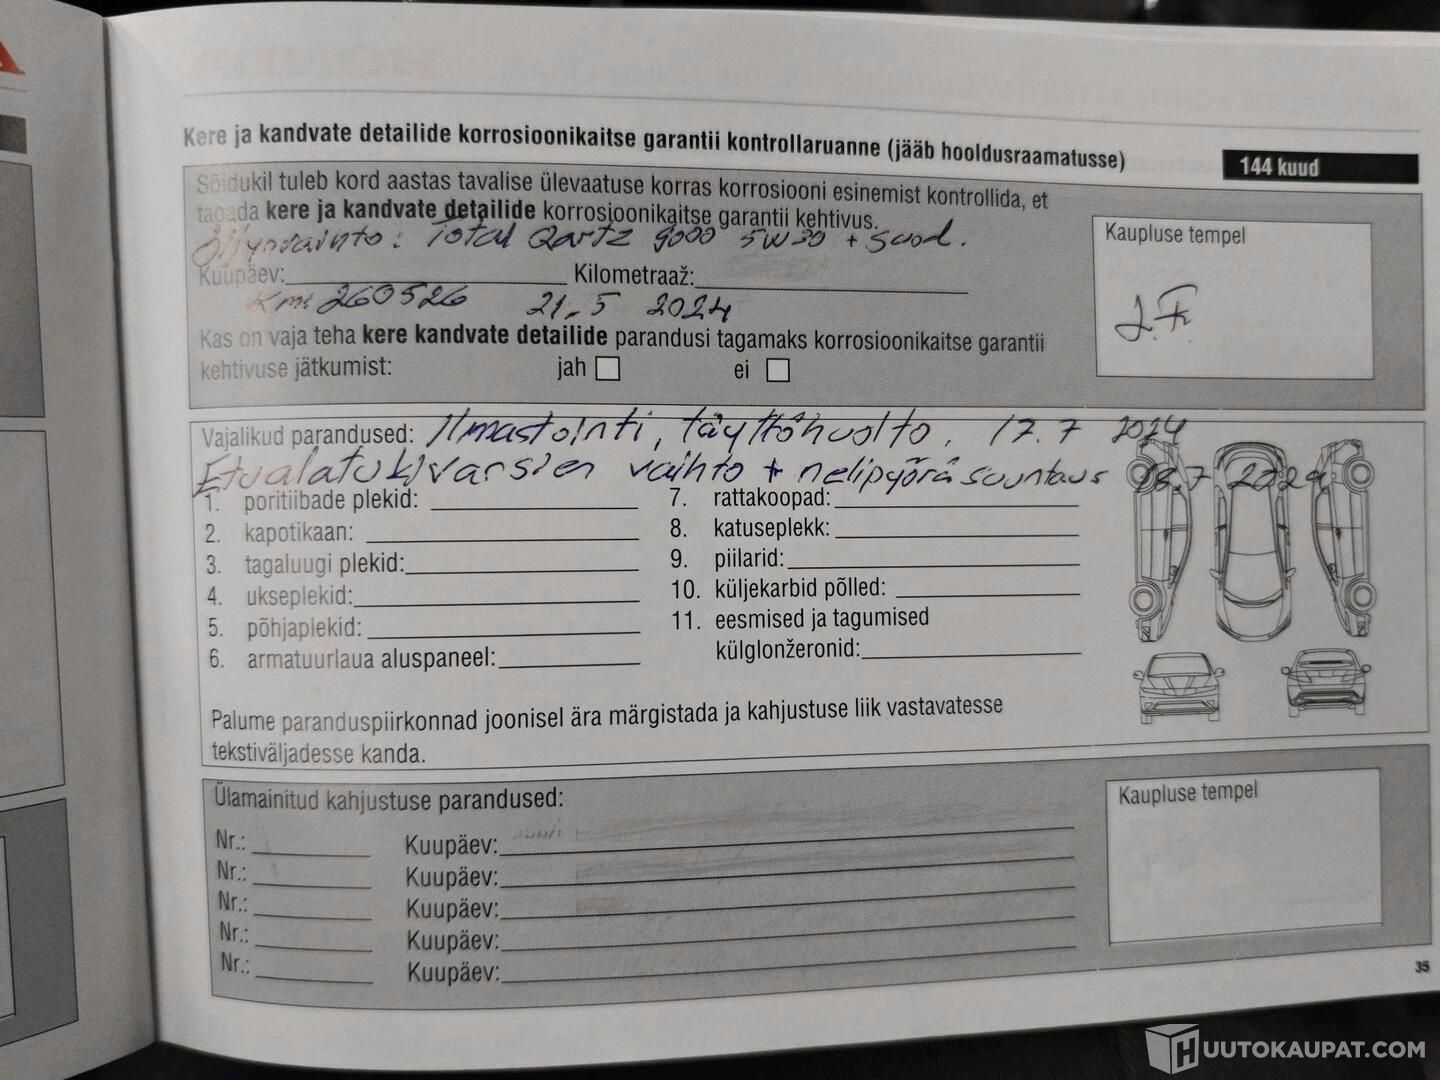 Kere ja kandvate detailide korrosioonikaitse garantii kontrollaruanne (jääb hooldusraamatusse)
144 kuud
Sõidukil tuleb kord aastas tavalise ülevaatuse korras korrosiooni esinemist kontrollida, et
tagada kere ja kandvate detailide korrosioonikaitse garantii kehtivus.
Öljynvaihto: Total Qartz 9000 5W30 + suod.
Kuupäev: Kilometraaž:
Km: 260526 21.5 2024
Kas on vaja teha kere kandvate detailide parandusi tagamaks korrosioonikaitse garantii
kehtivuse jätkumist: jah ei
Kaupluse tempel
Vajalikud parandused: Ilmastointi, täyttöhuolto. 17.7 2024
Etualatukivarsien vaihto + nelipyöräsuuntaus 18.7 2024
1. poritiibade plekid:
2. kapotikaan:
3. tagaluugi plekid:
4. ukseplekid:
5. põhjaplekid:
6. armatuurlaua aluspaneel:
7. rattakoopad:
8. katuseplekk:
9. piilarid:
10. küljekarbid põlled:
11. eesmised ja tagumised
külglonžeronid:
Palume paranduspiirkonnad joonisel ära märgistada ja kahjustuse liik vastavatesse
tekstiväljadesse kanda.
Ülamainitud kahjustuse parandused:
Nr.: Kuupäev:
Nr.: Kuupäev:
Nr.: Kuupäev:
Nr.: Kuupäev:
Nr.: Kuupäev:
Kaupluse tempel
35
HUUTOKAUPAT.COM